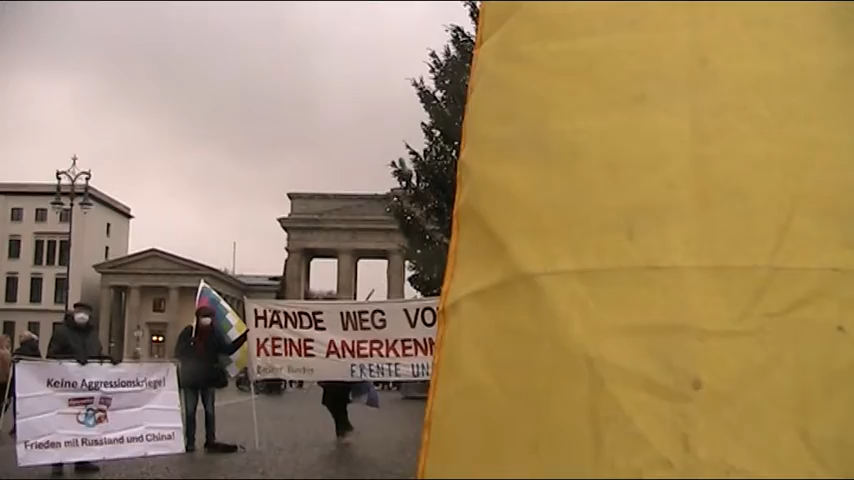 Keine Aggressionskriege!
Frieden mit Russland und China!
HÄNDE WEG VO
KEINE ANERKENN
FRENTE UN